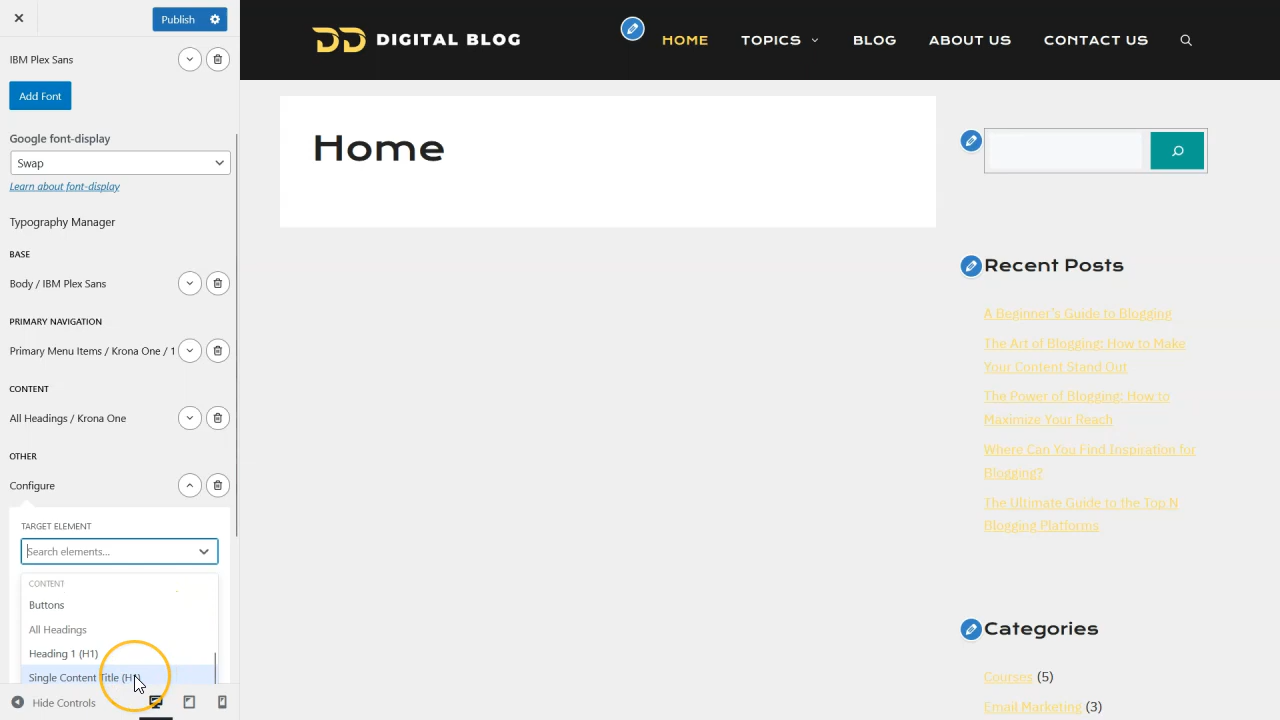 Publish
IBM Plex Sans
Add Font
Google font-display
Swap
Learn about font-display
Typography Manager
BASE
Body / IBM Plex Sans
PRIMARY NAVIGATION
Primary Menu Items / Krona One / 1
CONTENT
All Headings / Krona One
OTHER
Configure
TARGET ELEMENT
Search elements...
CONTENT
Buttons
All Headings
Heading 1 (H1)
Single Content Title (H1)
Hide Controls
DIGITAL BLOG
HOME
TOPICS
BLOG
ABOUT US
CONTACT US
Home
Recent Posts
A Beginner's Guide to Blogging
The Art of Blogging: How to Make
Your Content Stand Out
The Power of Blogging: How to
Maximize Your Reach
Where Can You Find Inspiration for
Blogging?
The Ultimate Guide to the Top N
Blogging Platforms
Categories
Courses (5)
Email Marketing (3)